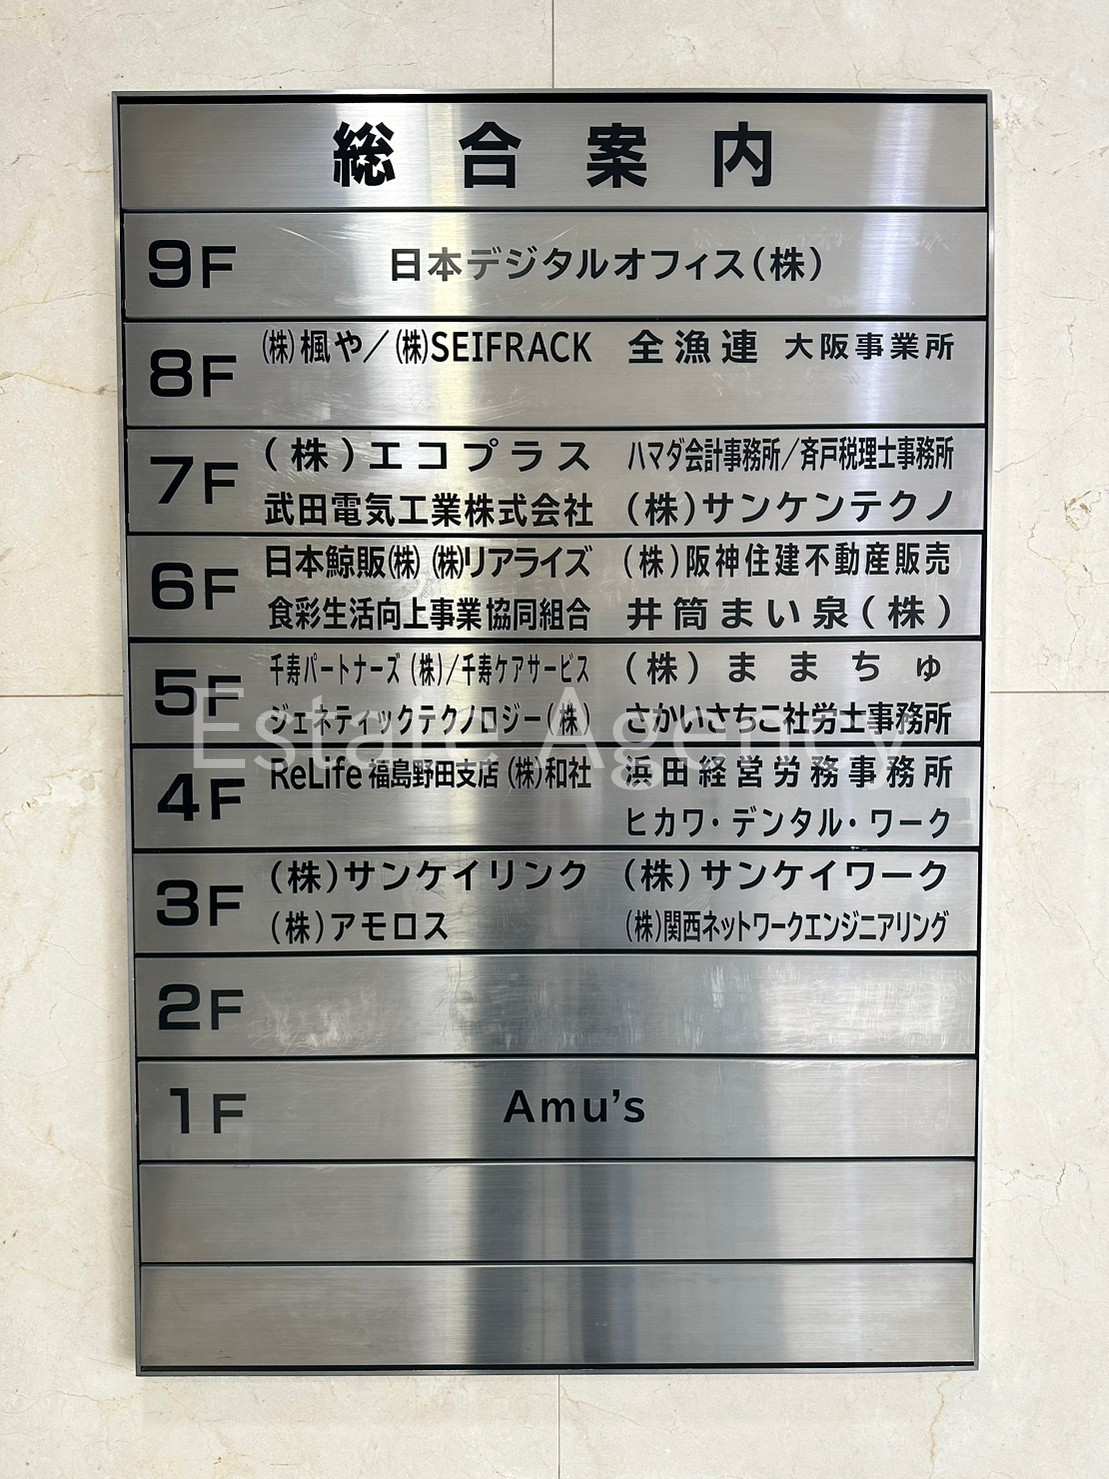 総合案内
9F 日本デジタルオフィス(株)
8F ㈱楓や/㈱SEIFRACK 全漁連 大阪事業所
7F (株)エコプラス ハマダ会計事務所/斉戸税理士事務所
武田電気工業株式会社 (株)サンケンテクノ
6F 日本鯨販㈱ ㈱リアライズ (株)阪神住建不動産販売
食彩生活向上事業協同組合 井筒まい泉(株)
5F 千寿パートナーズ(株)/千寿ケアサービス (株)ままちゅ
ジェネティックテクノロジー(株) さかいさちこ社労士事務所
Estate Agency
4F ReLife 福島野田支店 ㈱和社 浜田経営労務事務所
ヒカワ・デンタル・ワーク
3F (株)サンケイリンク (株)サンケイワーク
(株)アモロス ㈱関西ネットワークエンジニアリング
2F
1F Amu's